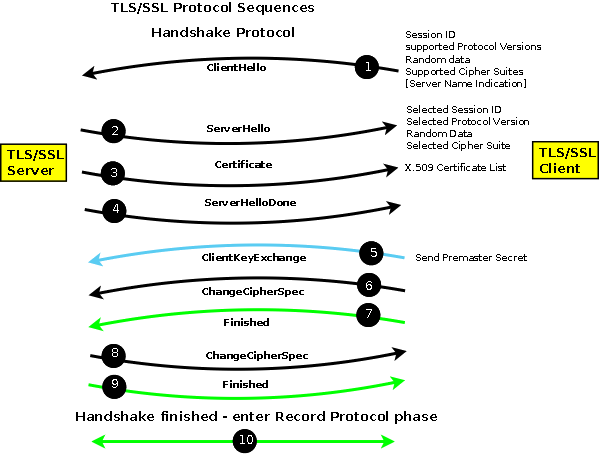 TLS/SSL Protocol Sequences
Handshake Protocol
1
ClientHello
Session ID
supported Protocol Versions
Random data
Supported Cipher Suites
[Server Name Indication]
2
ServerHello
Selected Session ID
Selected Protocol Version
Random Data
Selected Cipher Suite
TLS/SSL
Server
TLS/SSL
Client
3
Certificate
X.509 Certificate List
4
ServerHelloDone
5
ClientKeyExchange
Send Premaster Secret
6
ChangeCipherSpec
7
Finished
8
ChangeCipherSpec
9
Finished
Handshake finished - enter Record Protocol phase
10